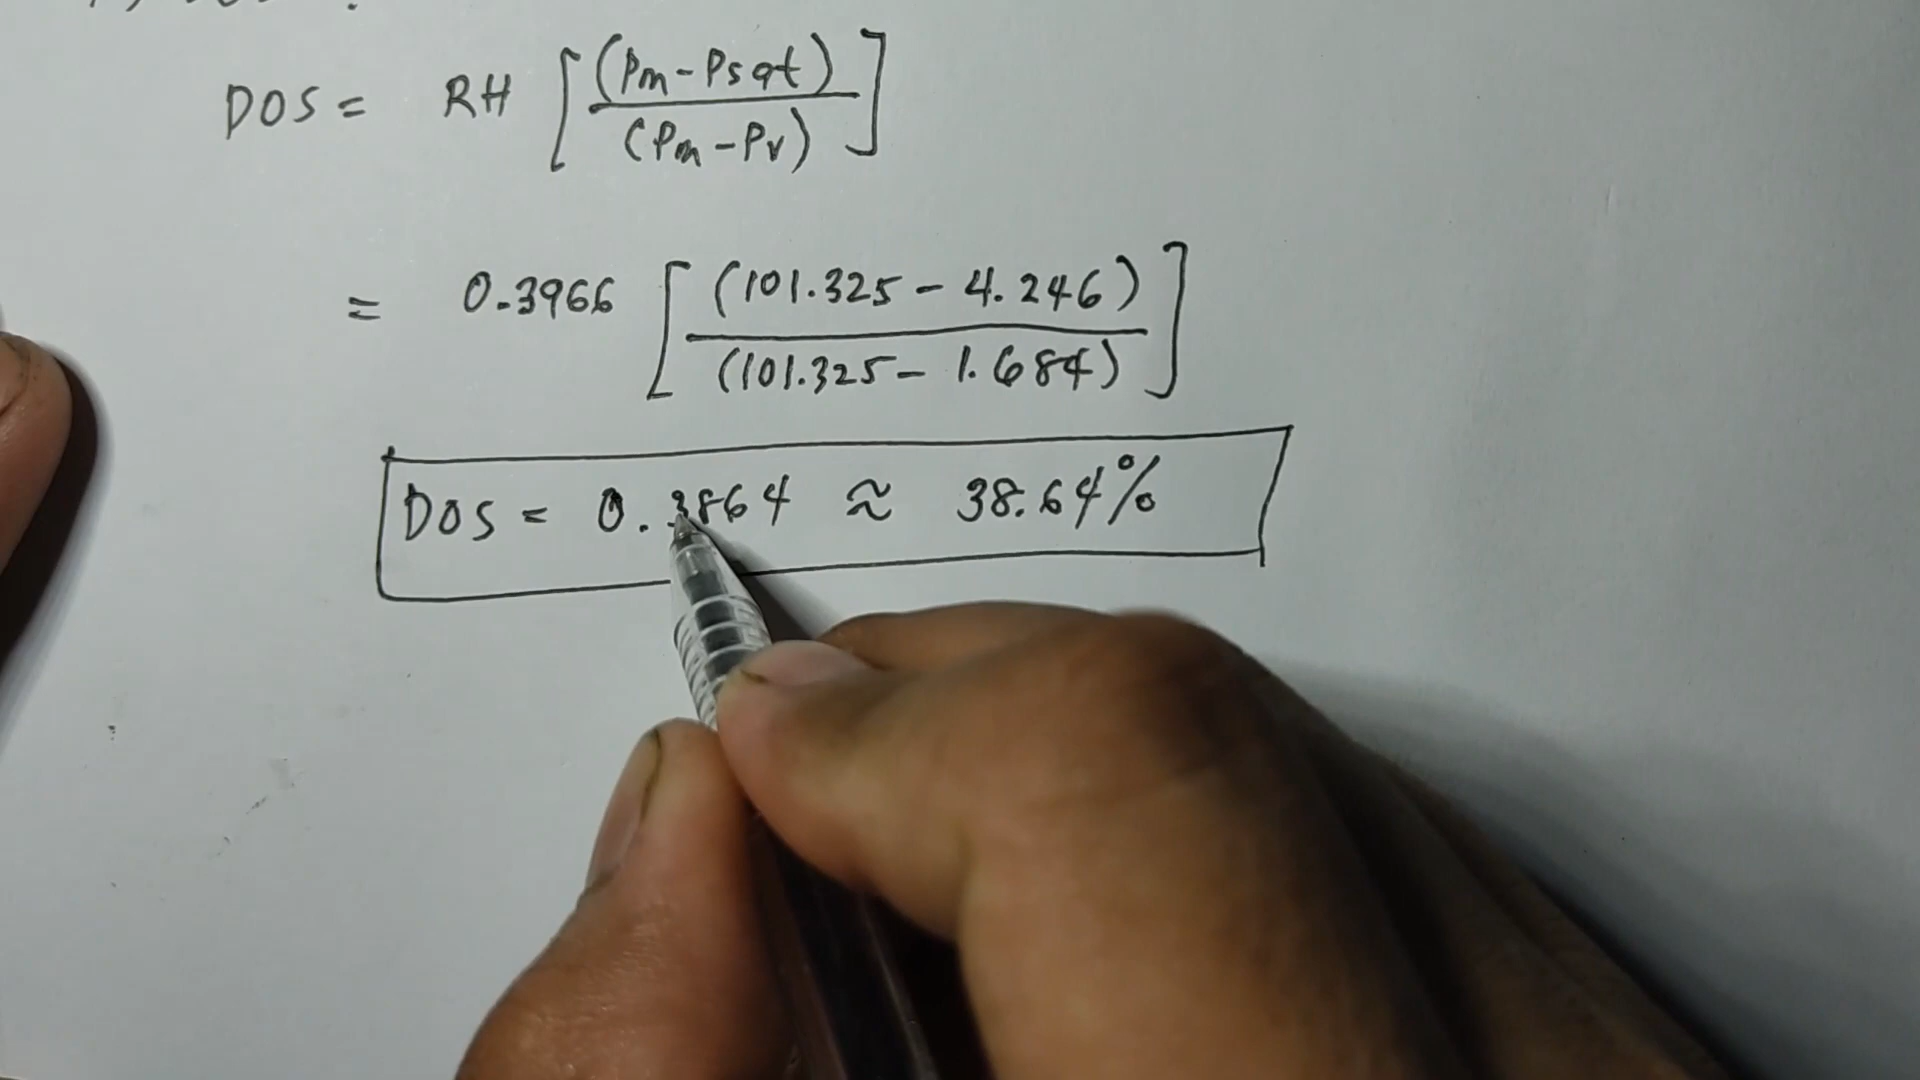 DOS = RH [ (Pm - Psat) / (Pm - Pv) ]
= 0.3966 [ (101.325 - 4.246) / (101.325 - 1.684) ]
DOS = 0.3864 ≈ 38.64%